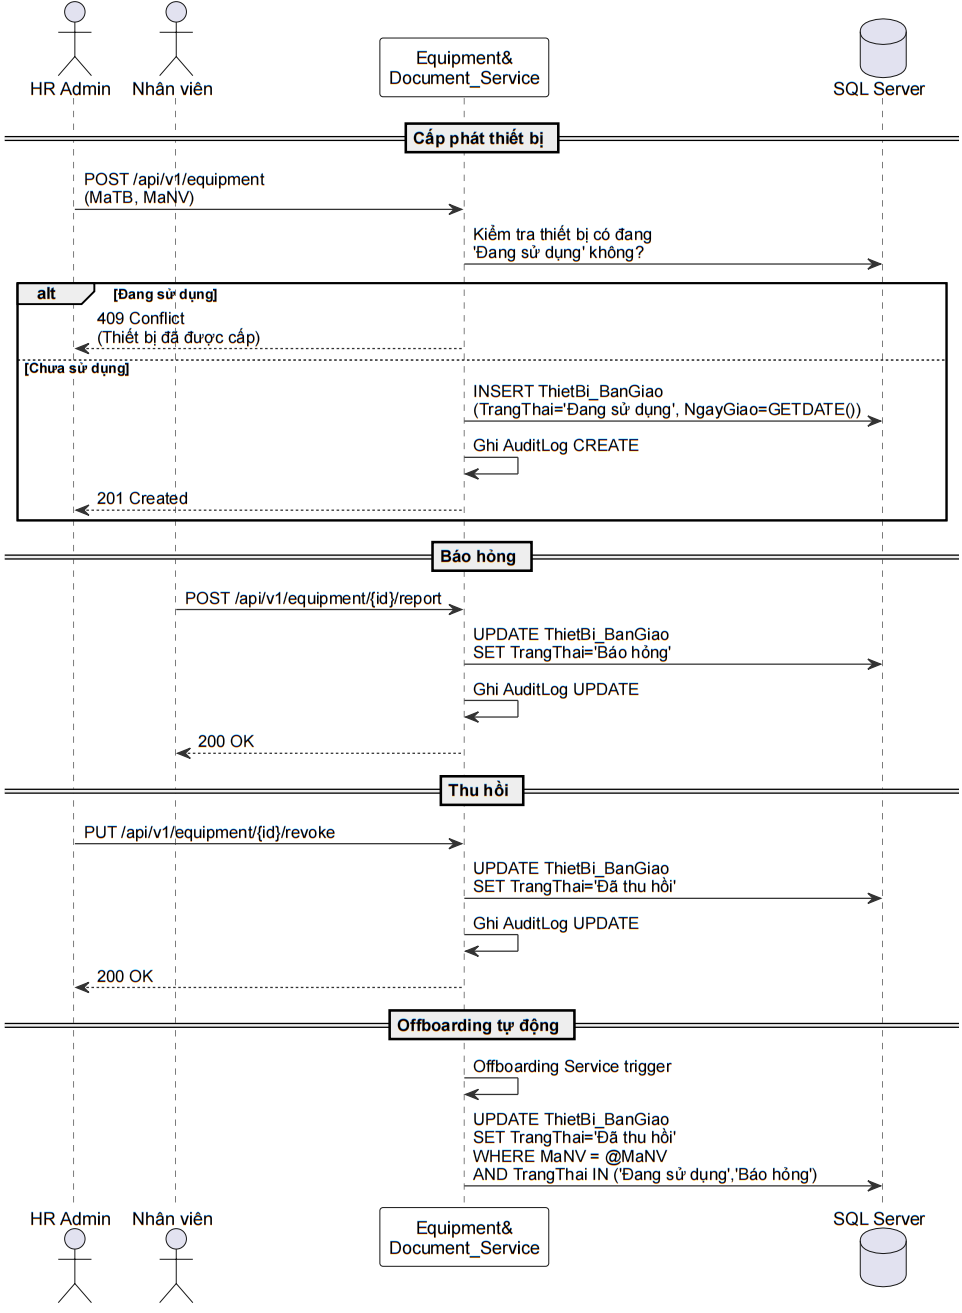 HR Admin
Nhân viên
Equipment&
Document_Service
SQL Server
Cấp phát thiết bị
POST /api/v1/equipment
(MaTB, MaNV)
Kiểm tra thiết bị có đang
'Đang sử dụng' không?
alt
[Đang sử dụng]
409 Conflict
(Thiết bị đã được cấp)
[Chưa sử dụng]
INSERT ThietBi_BanGiao
(TrangThai='Đang sử dụng', NgayGiao=GETDATE())
Ghi AuditLog CREATE
201 Created
Báo hỏng
POST /api/v1/equipment/{id}/report
UPDATE ThietBi_BanGiao
SET TrangThai='Báo hỏng'
Ghi AuditLog UPDATE
200 OK
Thu hồi
PUT /api/v1/equipment/{id}/revoke
UPDATE ThietBi_BanGiao
SET TrangThai='Đã thu hồi'
Ghi AuditLog UPDATE
200 OK
Offboarding tự động
Offboarding Service trigger
UPDATE ThietBi_BanGiao
SET TrangThai='Đã thu hồi'
WHERE MaNV = @MaNV
AND TrangThai IN ('Đang sử dụng','Báo hỏng')
HR Admin
Nhân viên
Equipment&
Document_Service
SQL Server